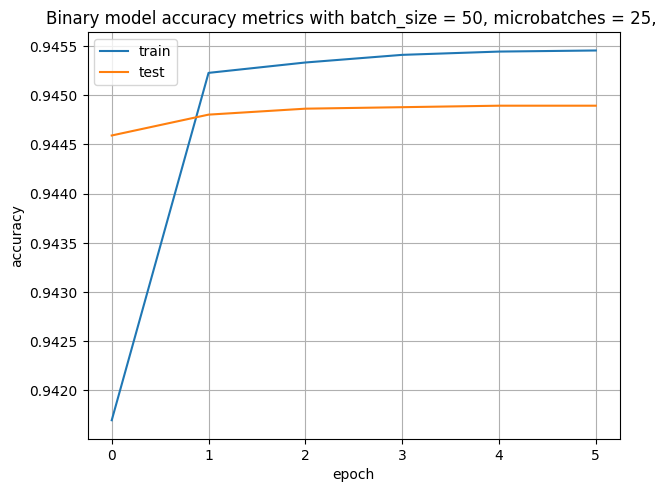 Binary model accuracy metrics with batch_size = 50, microbatches = 25,
train
test
0.9455
0.9450
0.9445
0.9440
0.9435
0.9430
0.9425
0.9420
accuracy
0 1 2 3 4 5
epoch